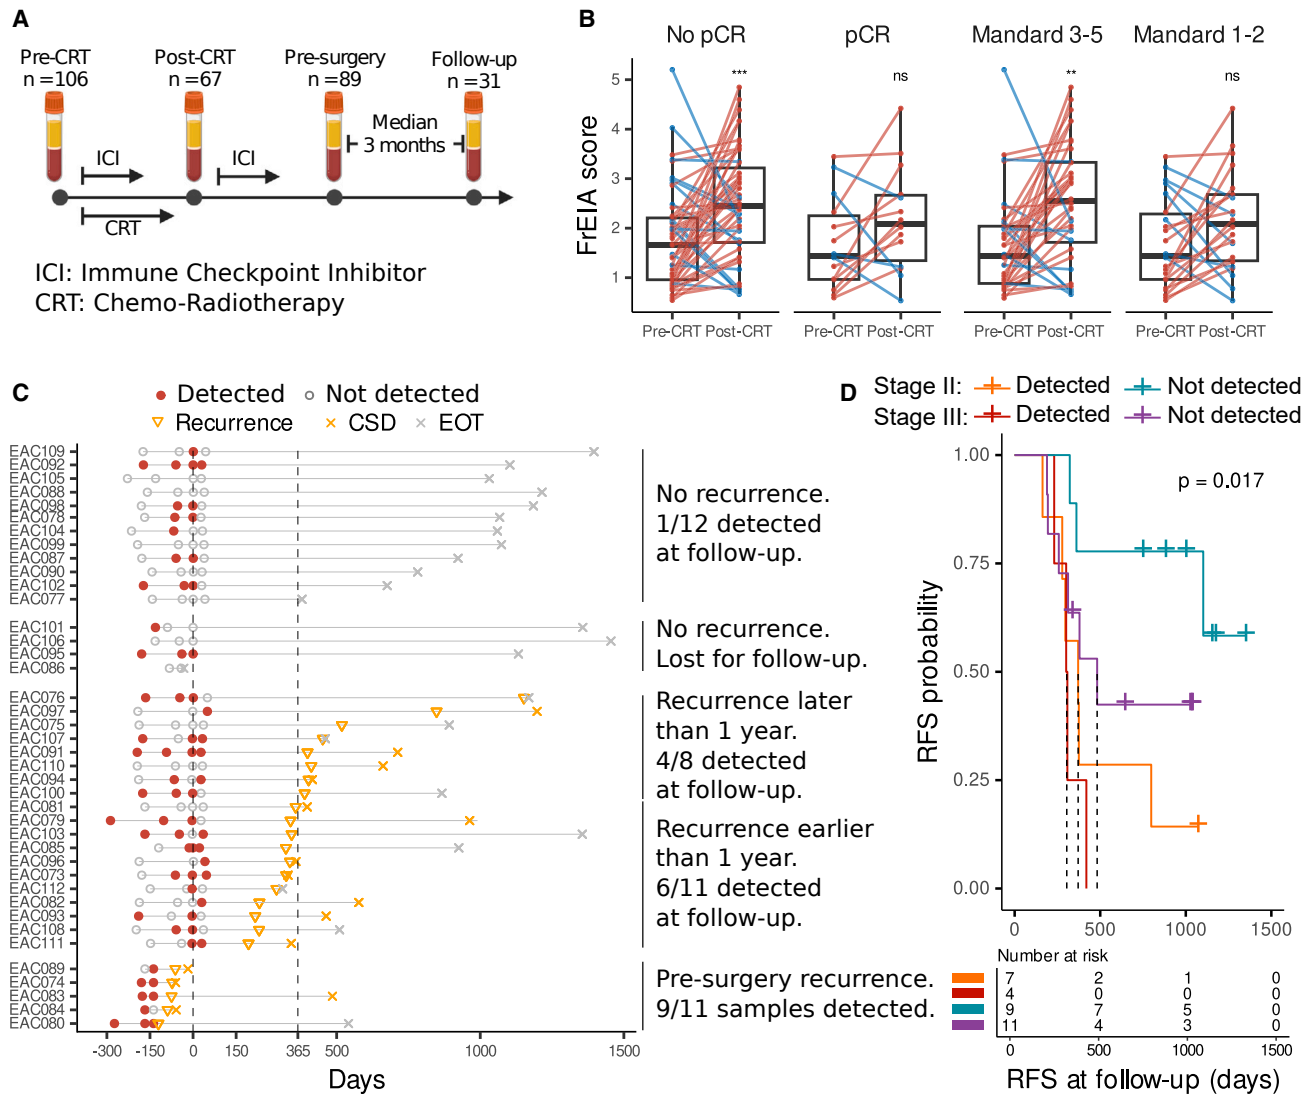 A
Pre-CRT
n =106
Post-CRT
n =67
Pre-surgery
n =89
Follow-up
n =31
ICI
ICI
Median
3 months
CRT
ICI: Immune Checkpoint Inhibitor
CRT: Chemo-Radiotherapy
B
No pCR
pCR
Mandard 3-5
Mandard 1-2
FrEIA score
5
4
3
2
1
***
ns
**
ns
Pre-CRT Post-CRT
Pre-CRT Post-CRT
Pre-CRT Post-CRT
Pre-CRT Post-CRT
C
Detected Not detected
Recurrence CSD EOT
EAC109
EAC092
EAC105
EAC088
EAC098
EAC078
EAC104
EAC099
EAC087
EAC090
EAC102
EAC077
No recurrence.
1/12 detected
at follow-up.
EAC101
EAC106
EAC095
EAC086
No recurrence.
Lost for follow-up.
EAC076
EAC097
EAC075
EAC107
EAC091
EAC110
EAC094
EAC100
Recurrence later
than 1 year.
4/8 detected
at follow-up.
EAC081
EAC079
EAC103
EAC085
EAC096
EAC073
EAC112
EAC082
EAC093
EAC108
EAC111
Recurrence earlier
than 1 year.
6/11 detected
at follow-up.
EAC089
EAC074
EAC083
EAC084
EAC080
Pre-surgery recurrence.
9/11 samples detected.
-300 -150 0 150 365 500 1000 1500
Days
D
Stage II: Detected Not detected
Stage III: Detected Not detected
p = 0.017
RFS probability
1.00
0.75
0.50
0.25
0.00
0 500 1000 1500
Number at risk
7 2 1 0
4 0 0 0
9 7 5 0
11 4 3 0
0 500 1000 1500
RFS at follow-up (days)